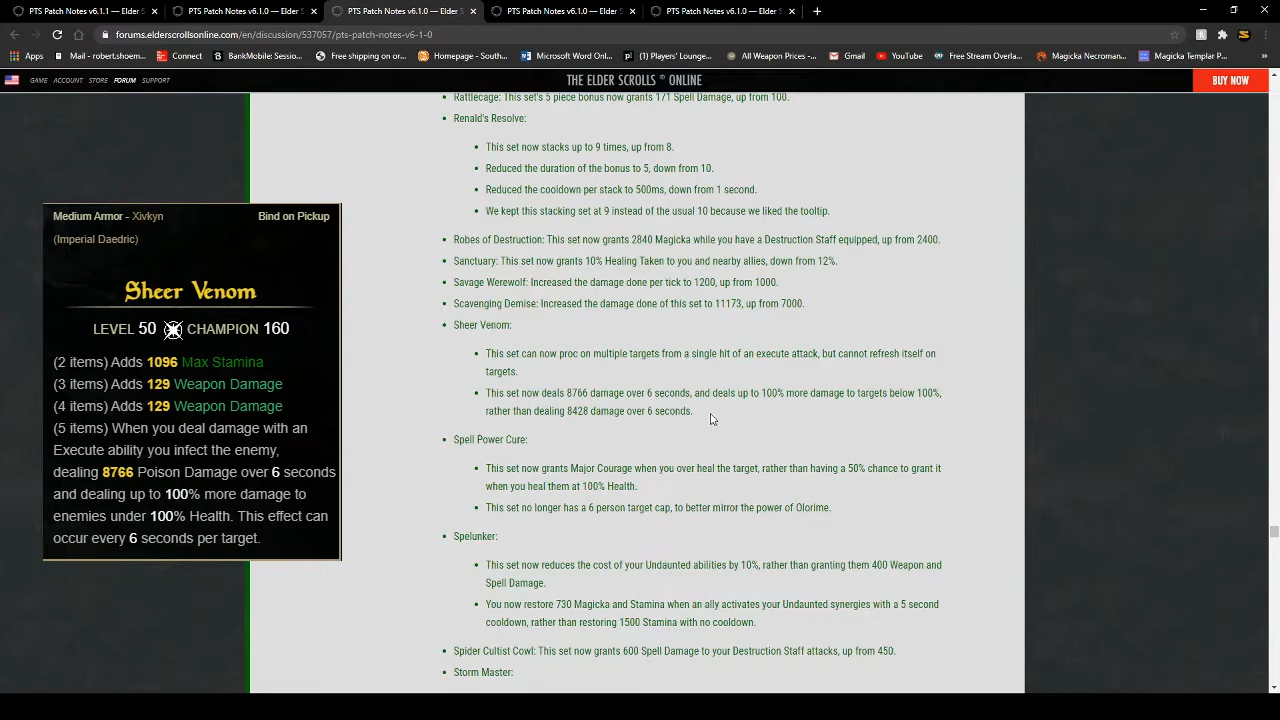 PTS Patch Notes v6.1.1 — Elder S
PTS Patch Notes v6.1.0 — Elder S
PTS Patch Notes v6.1.0 — Elder S
PTS Patch Notes v6.1.0 — Elder S
PTS Patch Notes v6.1.0 — Elder S
forums.elderscrollsonline.com/en/discussion/537057/pts-patch-notes-v6-1-0
Apps
Mail - robert.shoem...
Connect
BankMobile: Sessio...
Free shipping on or...
Homepage - South...
Microsoft Word Onl...
(1) Players' Lounge...
All Weapon Prices -...
Gmail
YouTube
Free Stream Overla...
Magicka Necroman...
Magicka Templar P...
GAME ACCOUNT STORE FORUM SUPPORT
THE ELDER SCROLLS ® ONLINE
BUY NOW
Rattlecage: This set's 5 piece bonus now grants 171 Spell Damage, up from 100.
Renald's Resolve:
This set now stacks up to 9 times, up from 8.
Reduced the duration of the bonus to 5, down from 10.
Reduced the cooldown per stack to 500ms, down from 1 second.
We kept this stacking set at 9 instead of the usual 10 because we liked the tooltip.
Robes of Destruction: This set now grants 2840 Magicka while you have a Destruction Staff equipped, up from 2400.
Sanctuary: This set now grants 10% Healing Taken to you and nearby allies, down from 12%.
Savage Werewolf: Increased the damage done per tick to 1200, up from 1000.
Scavenging Demise: Increased the damage done of this set to 11173, up from 7000.
Sheer Venom:
This set can now proc on multiple targets from a single hit of an execute attack, but cannot refresh itself on
targets.
This set now deals 8766 damage over 6 seconds, and deals up to 100% more damage to targets below 100%,
rather than dealing 8428 damage over 6 seconds.
Spell Power Cure:
This set now grants Major Courage when you over heal the target, rather than having a 50% chance to grant it
when you heal them at 100% Health.
This set no longer has a 6 person target cap, to better mirror the power of Olorime.
Spelunker:
This set now reduces the cost of your Undaunted abilities by 10%, rather than granting them 400 Weapon and
Spell Damage.
You now restore 730 Magicka and Stamina when an ally activates your Undaunted synergies with a 5 second
cooldown, rather than restoring 1500 Stamina with no cooldown.
Spider Cultist Cowl: This set now grants 600 Spell Damage to your Destruction Staff attacks, up from 450.
Storm Master:
Medium Armor - Xivkyn Bind on Pickup
(Imperial Daedric)
Sheer Venom
LEVEL 50 CHAMPION 160
(2 items) Adds 1096 Max Stamina
(3 items) Adds 129 Weapon Damage
(4 items) Adds 129 Weapon Damage
(5 items) When you deal damage with an
Execute ability you infect the enemy,
dealing 8766 Poison Damage over 6 seconds
and dealing up to 100% more damage to
enemies under 100% Health. This effect can
occur every 6 seconds per target.